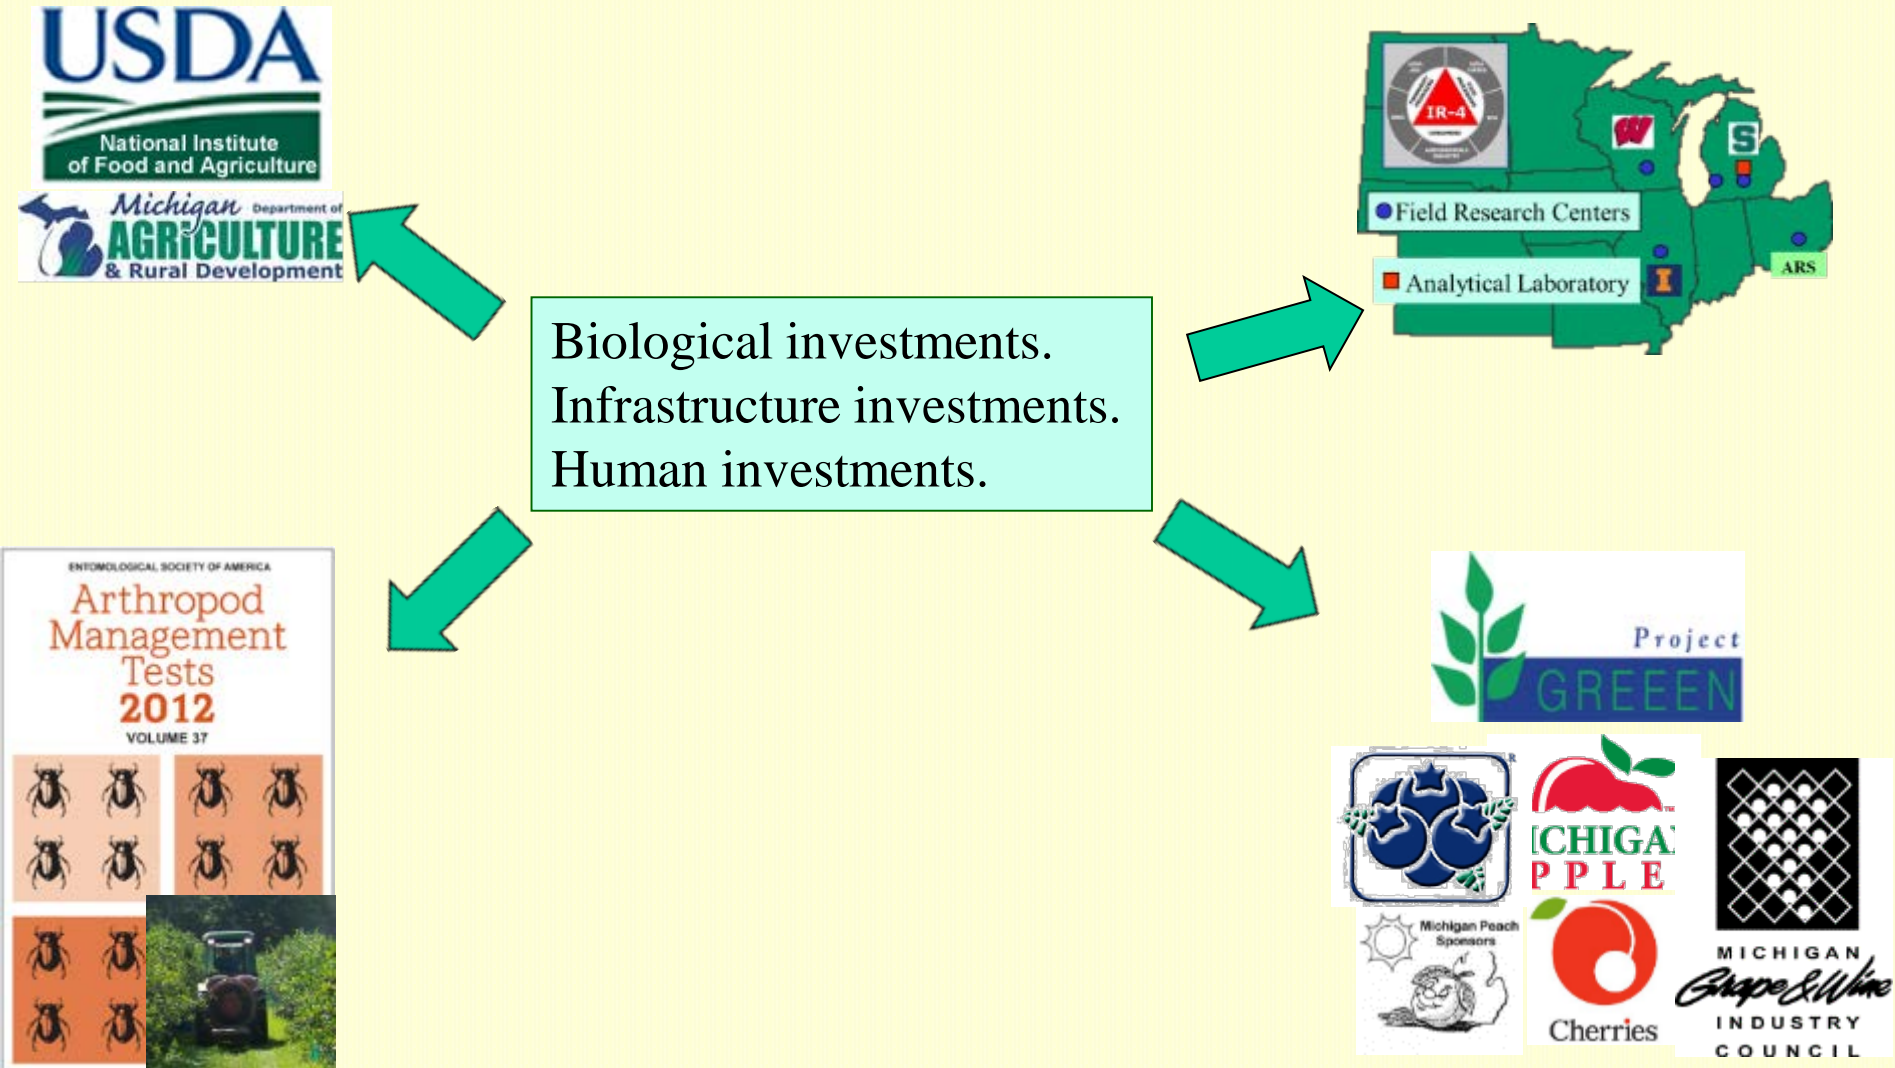 USDA
National Institute
of Food and Agriculture
Michigan Department of
AGRICULTURE
& Rural Development
IR-4
W
S
Field Research Centers
ARS
Analytical Laboratory
I
Biological investments.
Infrastructure investments.
Human investments.
ENTOMOLOGICAL SOCIETY OF AMERICA
Arthropod
Management
Tests
2012
VOLUME 37
Project
GREEEN
ICHIGA
PPLE
TM
Michigan Peach
Sponsors
Cherries
MICHIGAN
Grape & Wine
INDUSTRY
COUNCIL